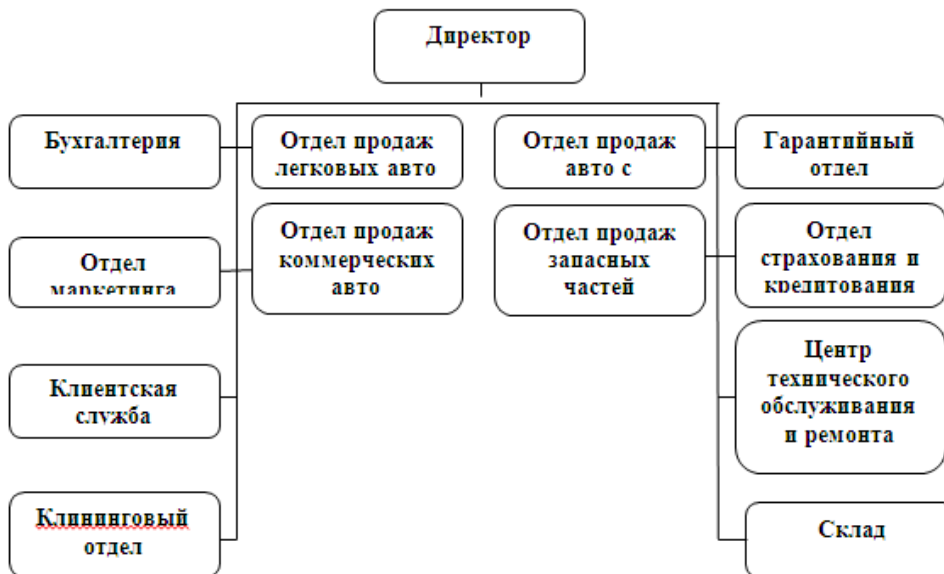 Директор
Бухгалтерия
Отдел продаж
легковых авто
Отдел продаж
авто с
Гарантийный
отдел
Отдел
маркетинга
Отдел продаж
коммерческих
авто
Отдел продаж
запасных
частей
Отдел
страхования и
кредитования
Клиентская
служба
Центр
технического
обслуживания
и ремонта
Клининговый
отдел
Склад